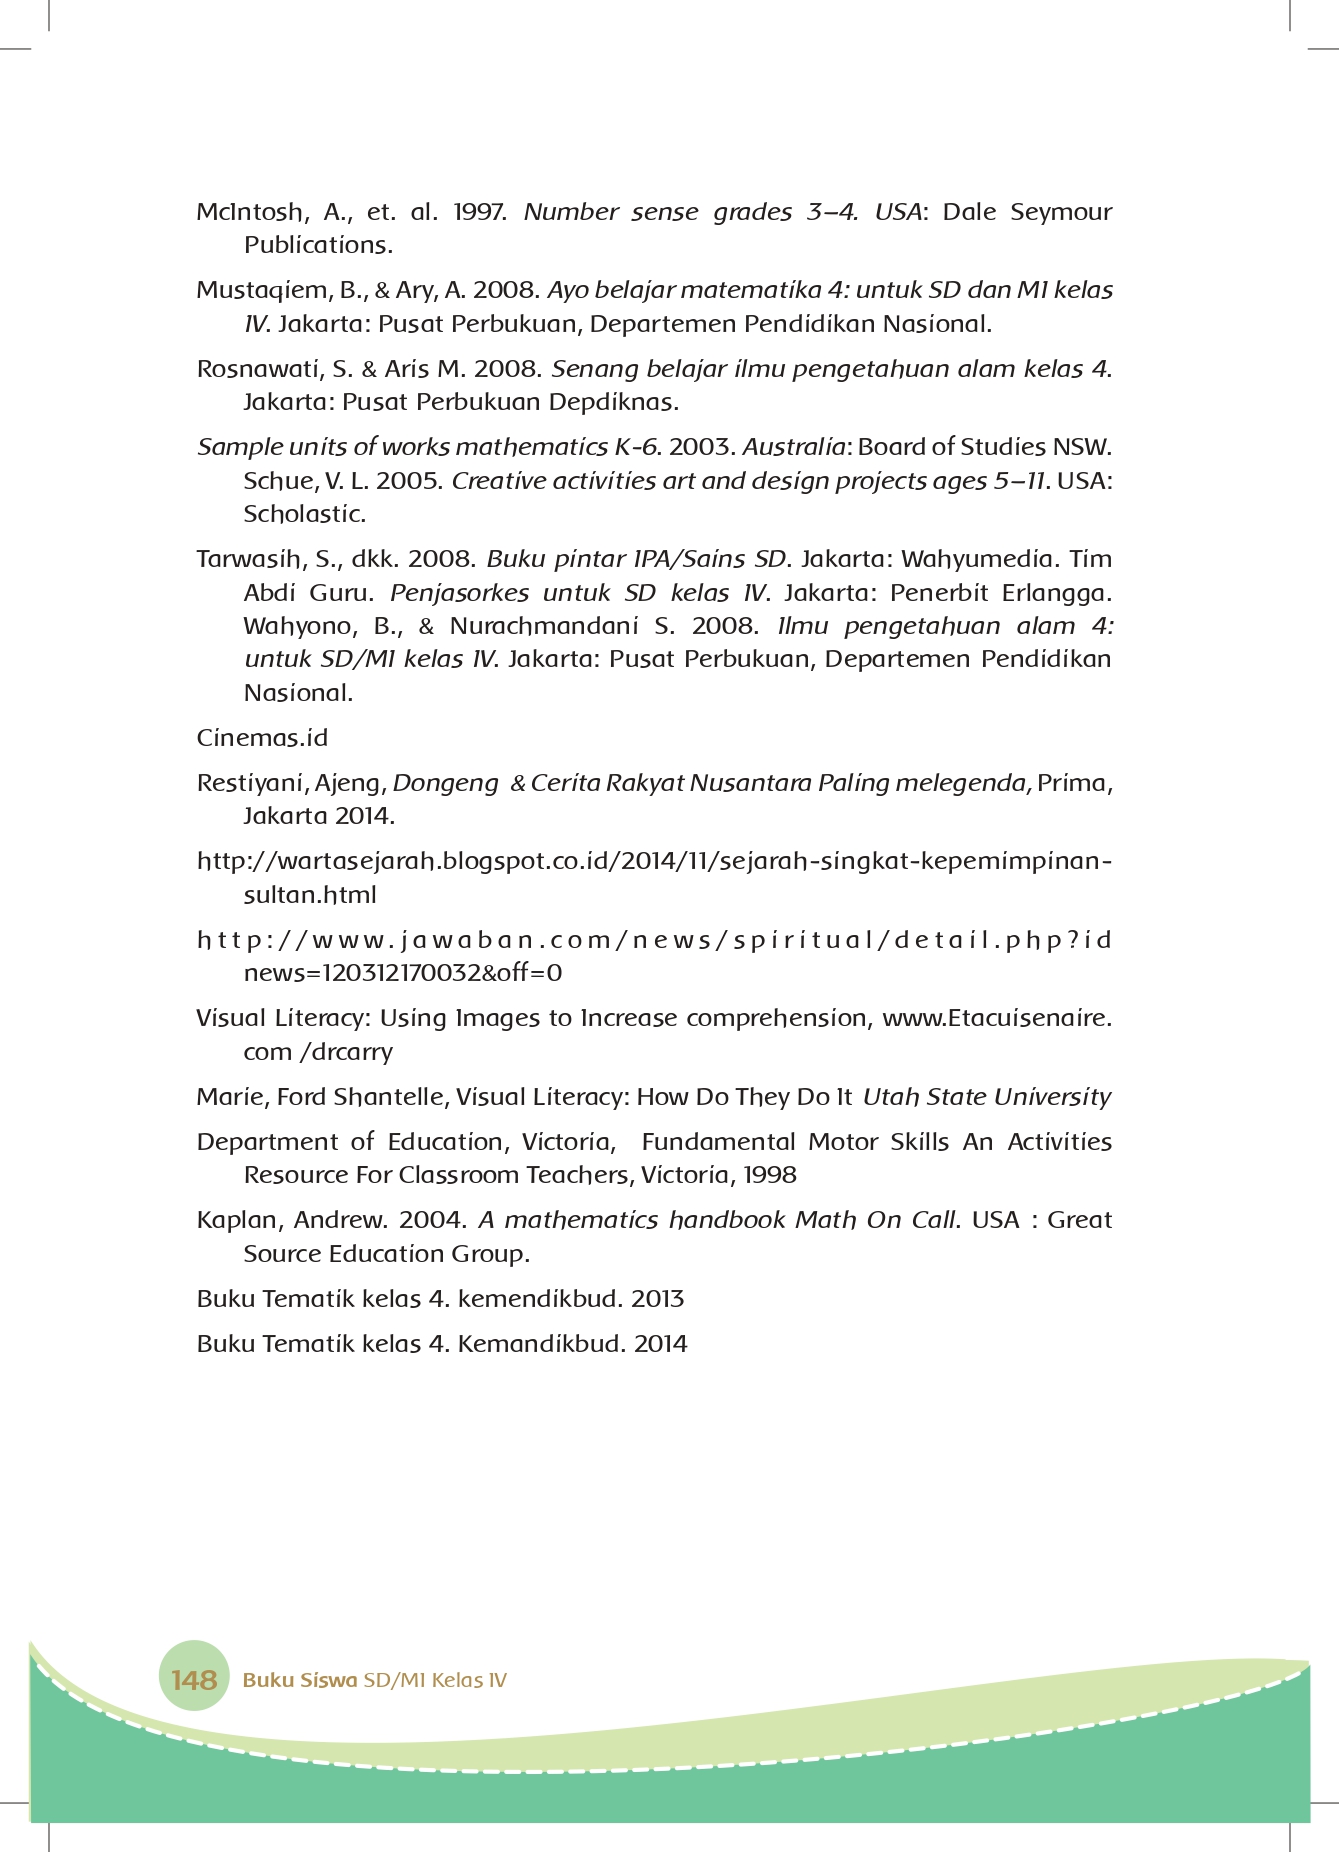 McIntosh, A., et. al. 1997. Number sense grades 3–4. USA: Dale Seymour
Publications.
Mustaqiem, B., & Ary, A. 2008. Ayo belajar matematika 4: untuk SD dan MI kelas
IV. Jakarta: Pusat Perbukuan, Departemen Pendidikan Nasional.
Rosnawati, S. & Aris M. 2008. Senang belajar ilmu pengetahuan alam kelas 4.
Jakarta: Pusat Perbukuan Depdiknas.
Sample units of works mathematics K-6. 2003. Australia: Board of Studies NSW.
Schue, V. L. 2005. Creative activities art and design projects ages 5–11. USA:
Scholastic.
Tarwasih, S., dkk. 2008. Buku pintar IPA/Sains SD. Jakarta: Wahyumedia. Tim
Abdi Guru. Penjasorkes untuk SD kelas IV. Jakarta: Penerbit Erlangga.
Wahyono, B., & Nurachmandani S. 2008. Ilmu pengetahuan alam 4:
untuk SD/MI kelas IV. Jakarta: Pusat Perbukuan, Departemen Pendidikan
Nasional.
Cinemas.id
Restiyani, Ajeng, Dongeng & Cerita Rakyat Nusantara Paling melegenda, Prima,
Jakarta 2014.
http://wartasejarah.blogspot.co.id/2014/11/sejarah-singkat-kepemimpinan-
sultan.html
http://www.jawaban.com/news/spiritual/detail.php?id
news=120312170032&off=0
Visual Literacy: Using Images to Increase comprehension, www.Etacuisenaire.
com /drcarry
Marie, Ford Shantelle, Visual Literacy: How Do They Do It Utah State University
Department of Education, Victoria, Fundamental Motor Skills An Activities
Resource For Classroom Teachers, Victoria, 1998
Kaplan, Andrew. 2004. A mathematics handbook Math On Call. USA : Great
Source Education Group.
Buku Tematik kelas 4. kemendikbud. 2013
Buku Tematik kelas 4. Kemandikbud. 2014
148 Buku Siswa SD/MI Kelas IV